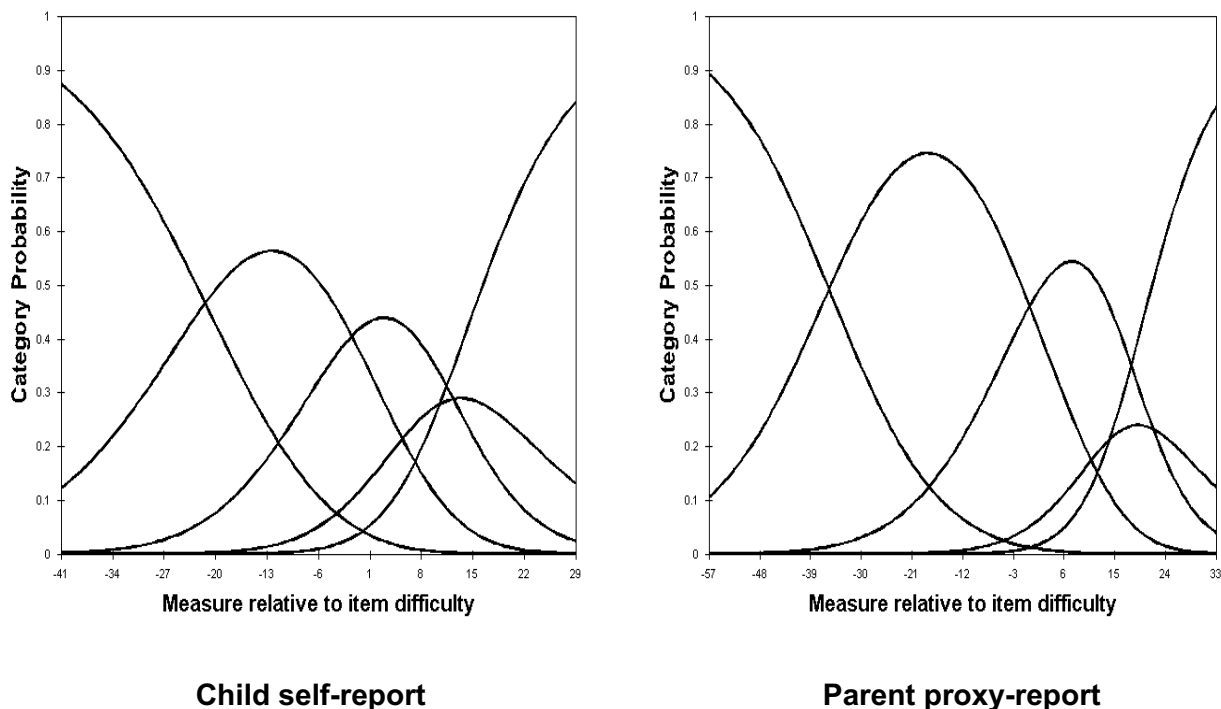 1
0.9
0.8
0.7
0.6
0.5
0.4
0.3
0.2
0.1
0
Category Probability
-41 -34 -27 -20 -13 -6 1 8 15 22 29
Measure relative to item difficulty
Child self-report
1
0.9
0.8
0.7
0.6
0.5
0.4
0.3
0.2
0.1
0
Category Probability
-57 -48 -39 -30 -21 -12 -3 6 15 24 33
Measure relative to item difficulty
Parent proxy-report